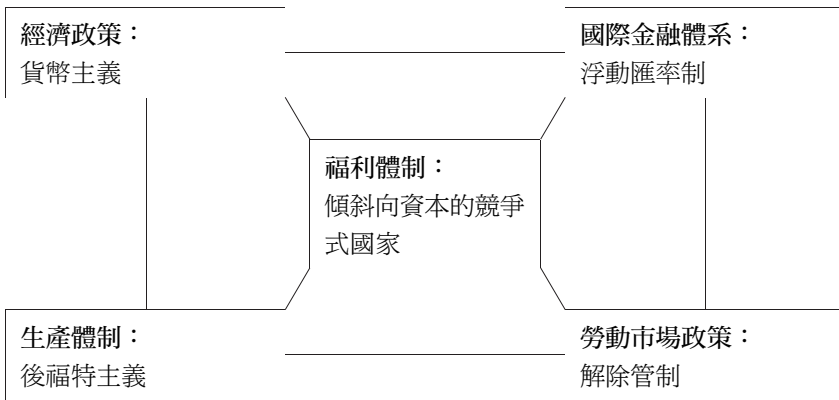 經濟政策：
貨幣主義
國際金融體系：
浮動匯率制
福利體制：
傾斜向資本的競爭
式國家
生產體制：
後福特主義
勞動市場政策：
解除管制